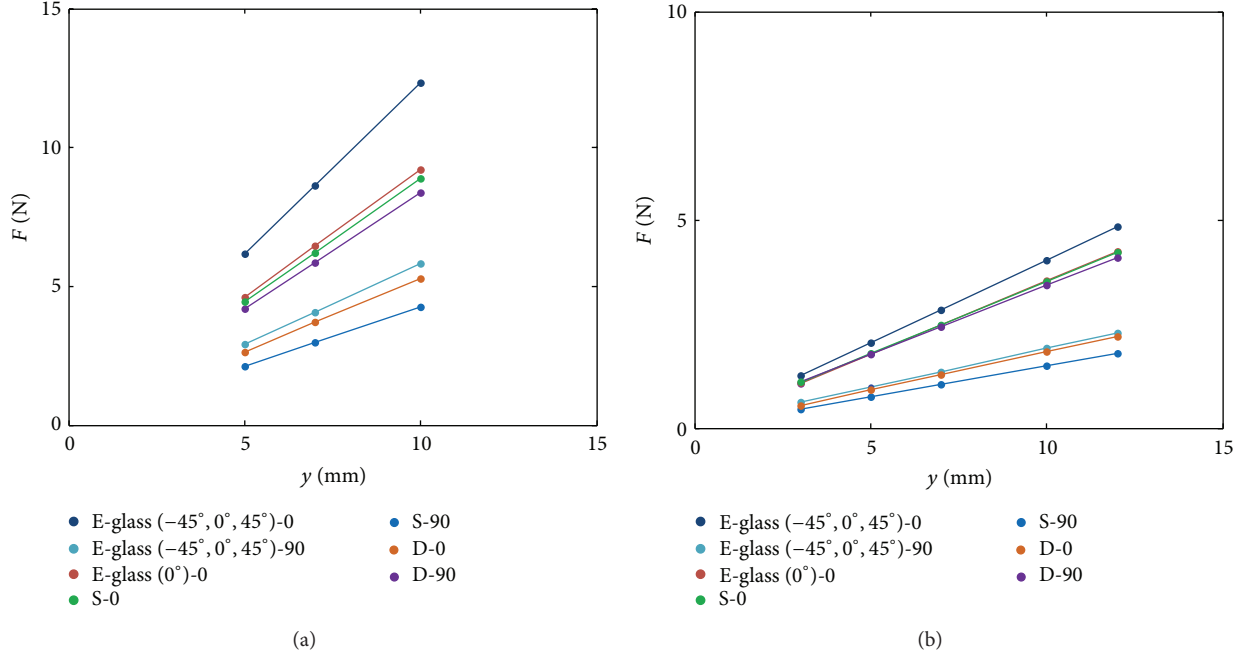 15
10
5
0
F (N)
0
5
10
15
y (mm)
E-glass (−45°, 0°, 45°)-0
E-glass (−45°, 0°, 45°)-90
E-glass (0°)-0
S-0
S-90
D-0
D-90
(a)
10
5
0
F (N)
0
5
10
15
y (mm)
E-glass (−45°, 0°, 45°)-0
E-glass (−45°, 0°, 45°)-90
E-glass (0°)-0
S-0
S-90
D-0
D-90
(b)